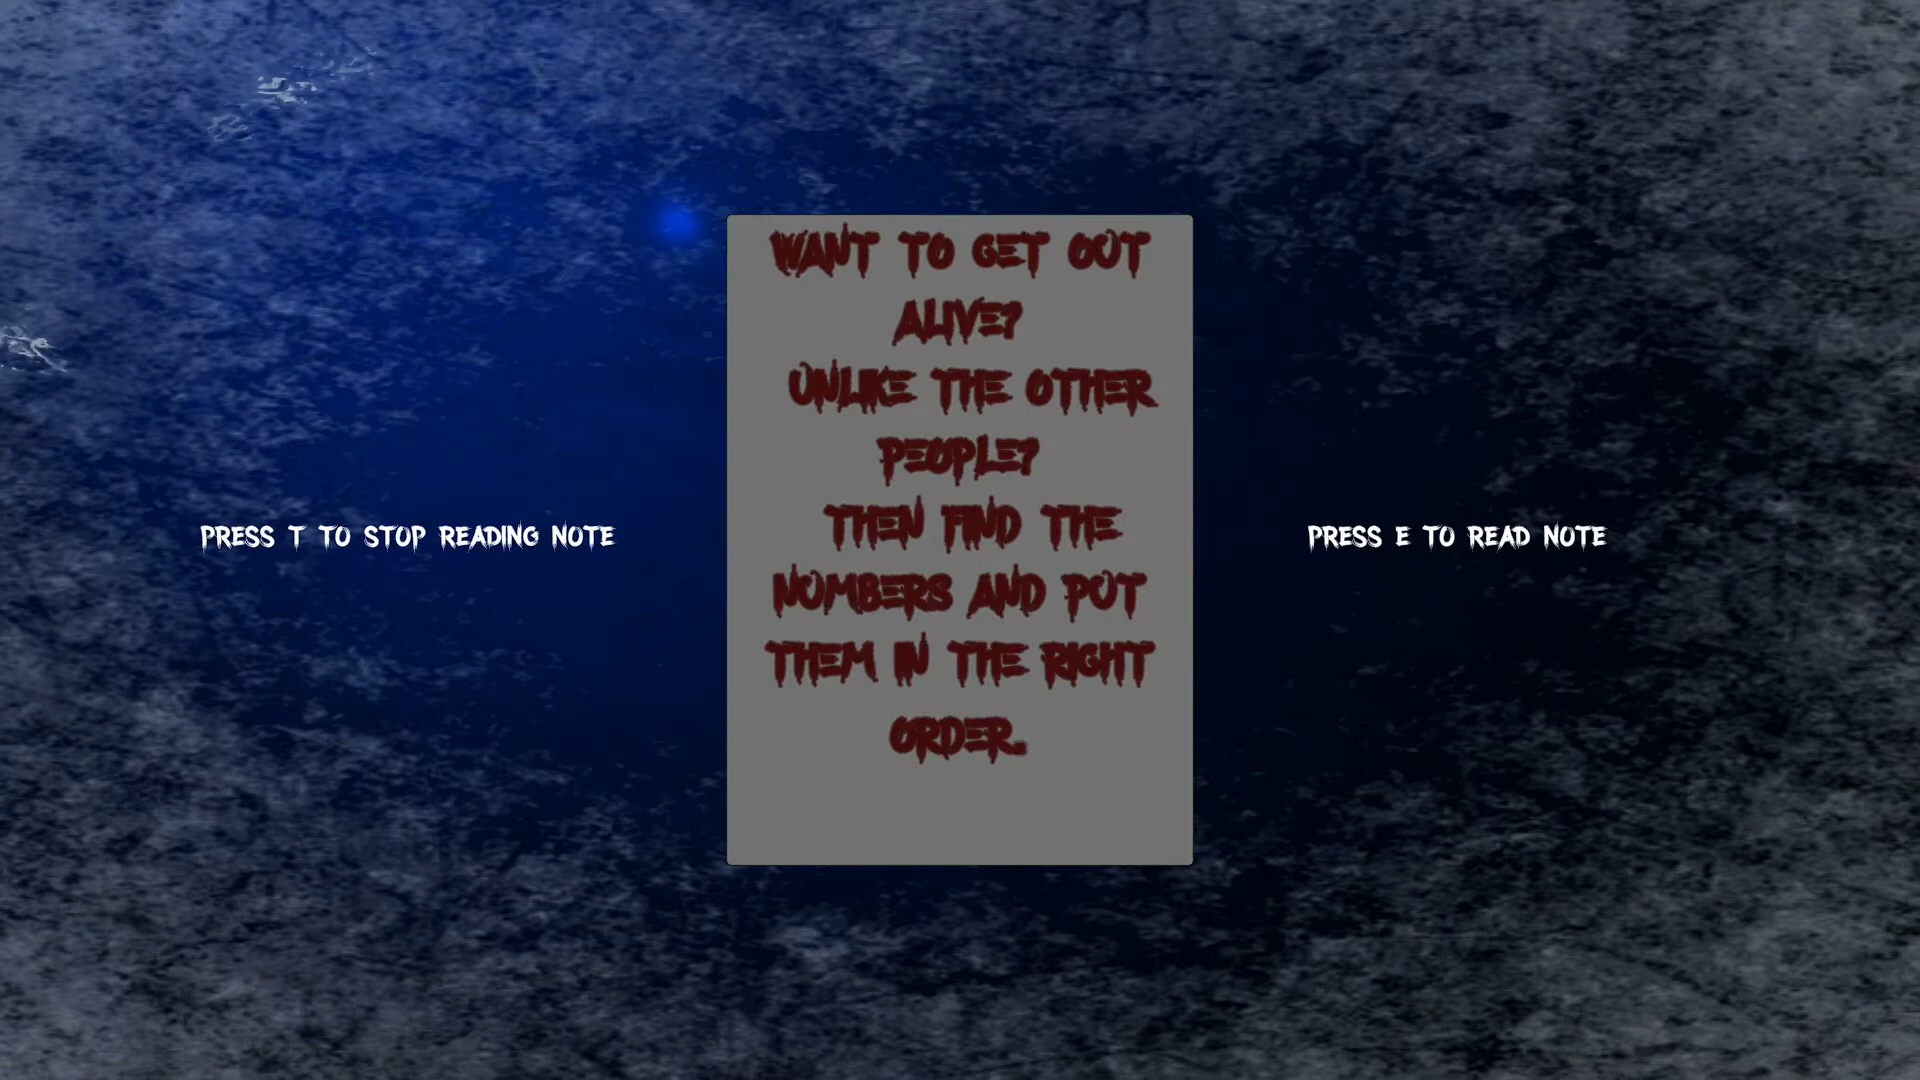 WANT TO GET OUT
ALIVE?
UNLIKE THE OTHER
PEOPLE?
THEN FIND THE
NUMBERS AND PUT
THEM IN THE RIGHT
ORDER.
PRESS T TO STOP READING NOTE
PRESS E TO READ NOTE